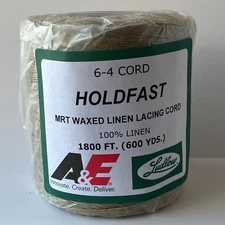 6-4 CORD
HOLDFAST
MRT WAXED LINEN LACING CORD
100% LINEN
1800 FT. (600 YDS.)
A&E
Ludlow
Innovate. Create. Deliver.